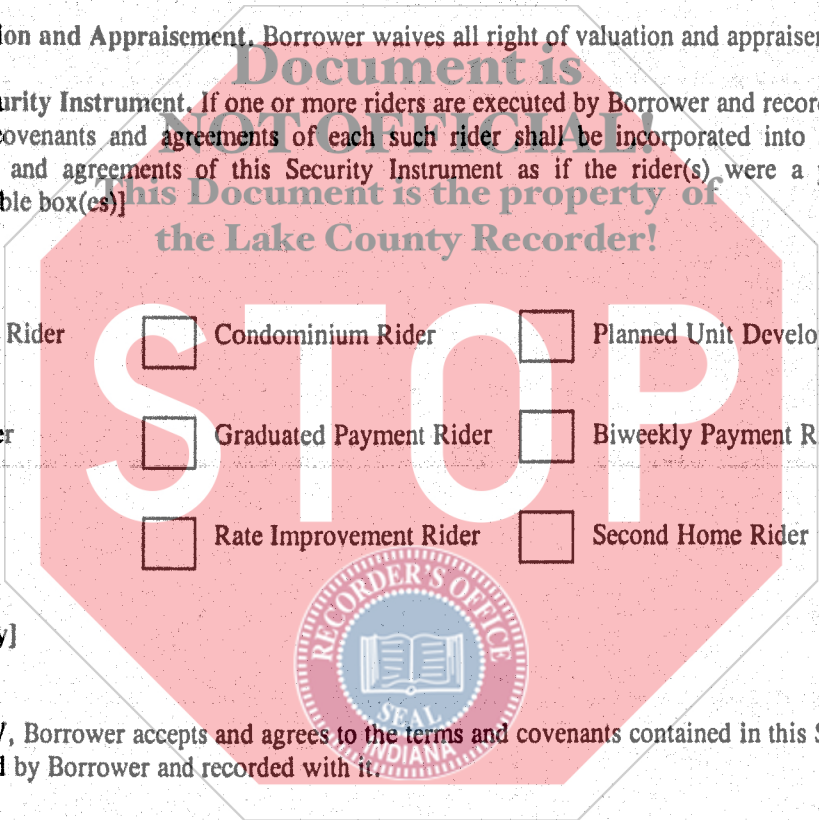 ion and Appraisement. Borrower waives all right of valuation and appraisem
Document is
urity Instrument. If one or more riders are executed by Borrower and record
NOT OFFICIAL!
covenants and agreements of each such rider shall be incorporated into
and agreements of this Security Instrument as if the rider(s) were a
This Document is the property of
ble box(es)]
the Lake County Recorder!
STOP
Rider Condominium Rider Planned Unit Develo
er Graduated Payment Rider Biweekly Payment R
Rate Improvement Rider Second Home Rider
RECORDER'S OFFICE
SEAL
INDIANA
y]
, Borrower accepts and agrees to the terms and covenants contained in this S
d by Borrower and recorded with it.